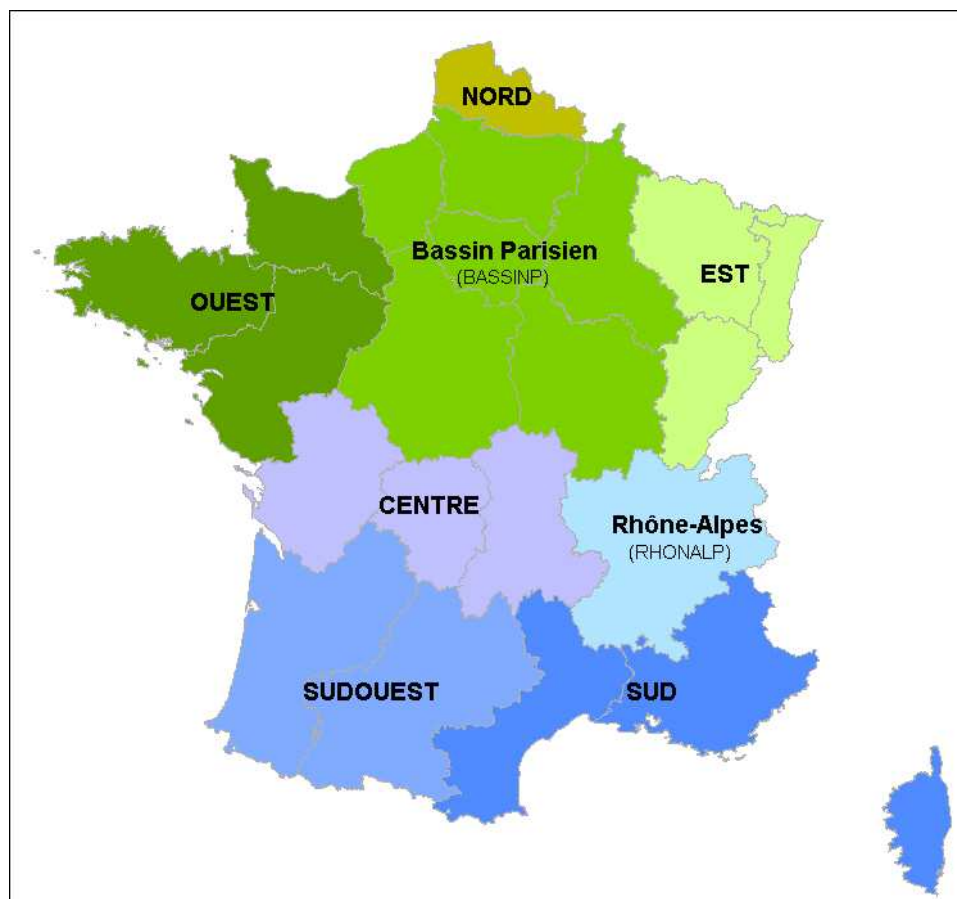 NORD
Bassin Parisien
(BASSINP)
EST
OUEST
CENTRE
Rhône-Alpes
(RHONALP)
SUDOUEST
SUD